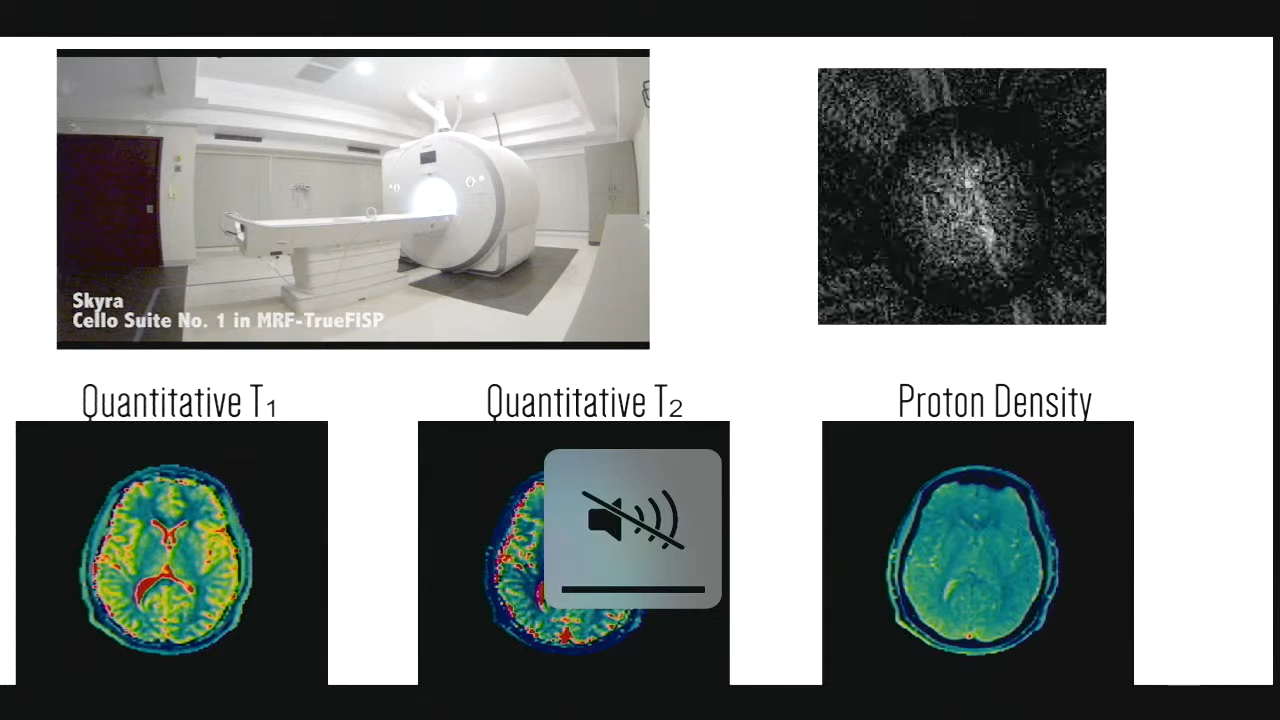 Skyra
Cello Suite No. 1 in MRF-TrueFISP
Quantitative T₁
Quantitative T₂
Proton Density